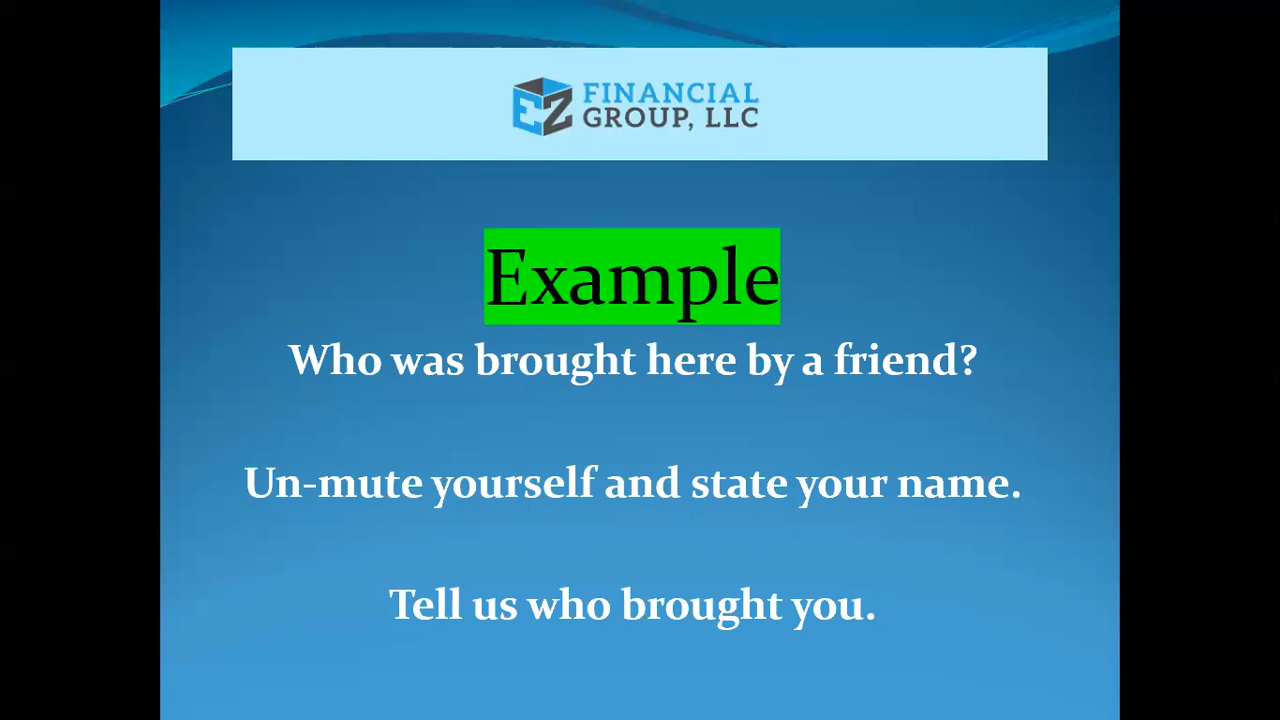 EZ FINANCIAL
GROUP, LLC
Example
Who was brought here by a friend?
Un-mute yourself and state your name.
Tell us who brought you.